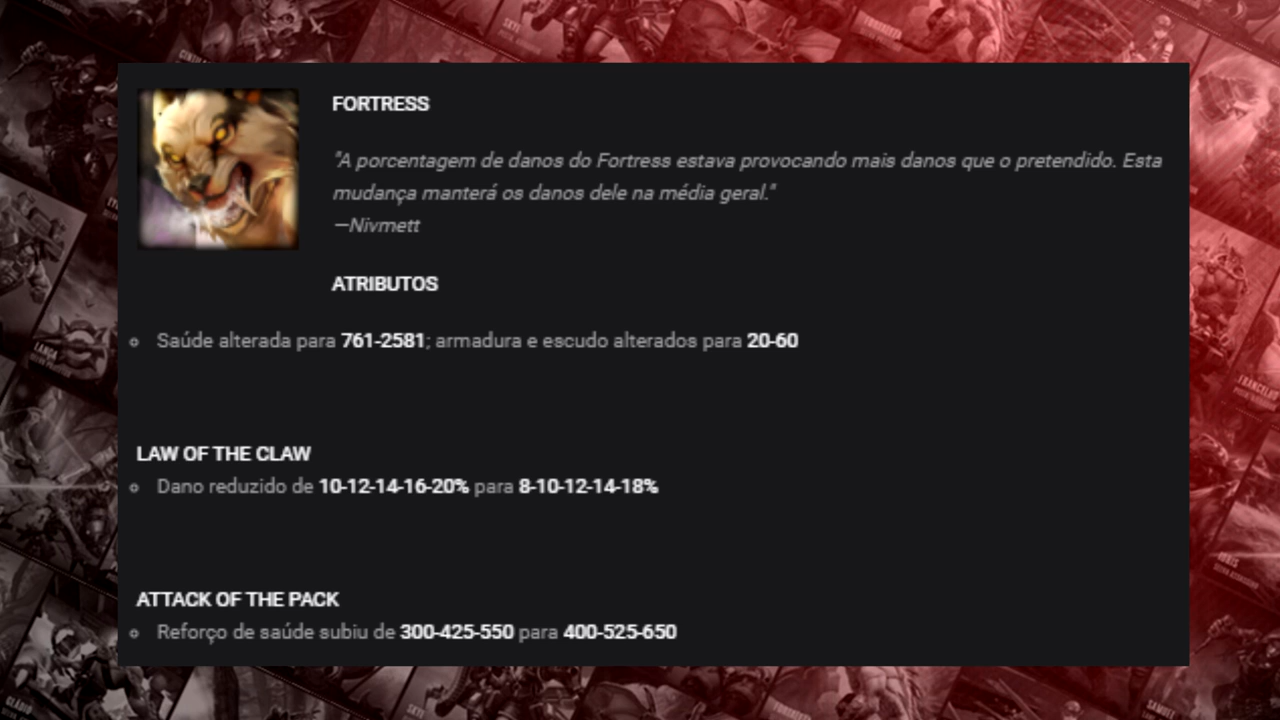 FORTRESS
"A porcentagem de danos do Fortress estava provocando mais danos que o pretendido. Esta
mudança manterá os danos dele na média geral."
—Nivmett
ATRIBUTOS
Saúde alterada para 761-2581; armadura e escudo alterados para 20-60
LAW OF THE CLAW
Dano reduzido de 10-12-14-16-20% para 8-10-12-14-18%
ATTACK OF THE PACK
Reforço de saúde subiu de 300-425-550 para 400-525-650
SKYE
LANÇA
GLÁDIO